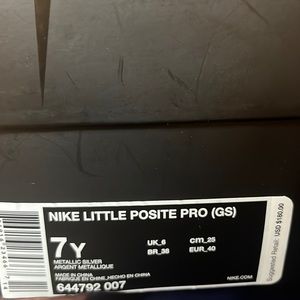 NIKE LITTLE POSITE PRO (GS)
7Y
UK_6 cm_25
BR_38 EUR_40
METALLIC SILVER
ARGENT METALLIQUE
MADE IN CHINA
FABRIQUE EN CHINE_HECHO EN CHINA
644792 007
NIKE.COM
Suggested Retail: USD $180.00